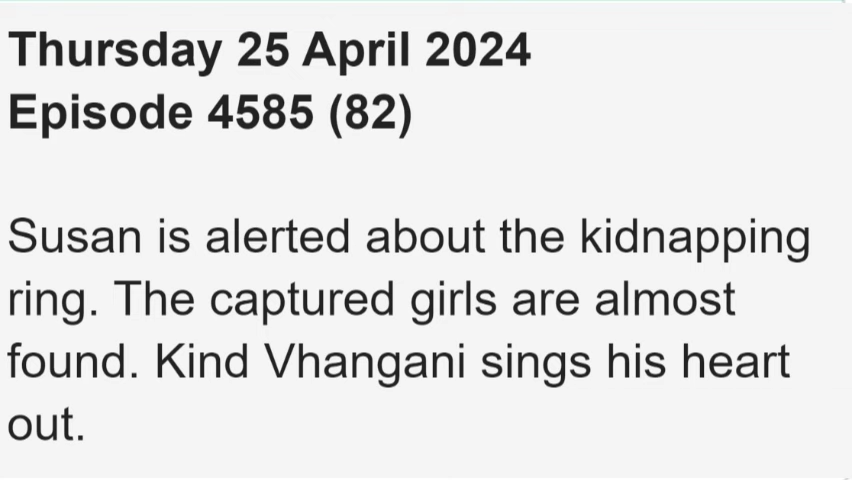 Thursday 25 April 2024
Episode 4585 (82)
Susan is alerted about the kidnapping
ring. The captured girls are almost
found. Kind Vhangani sings his heart
out.